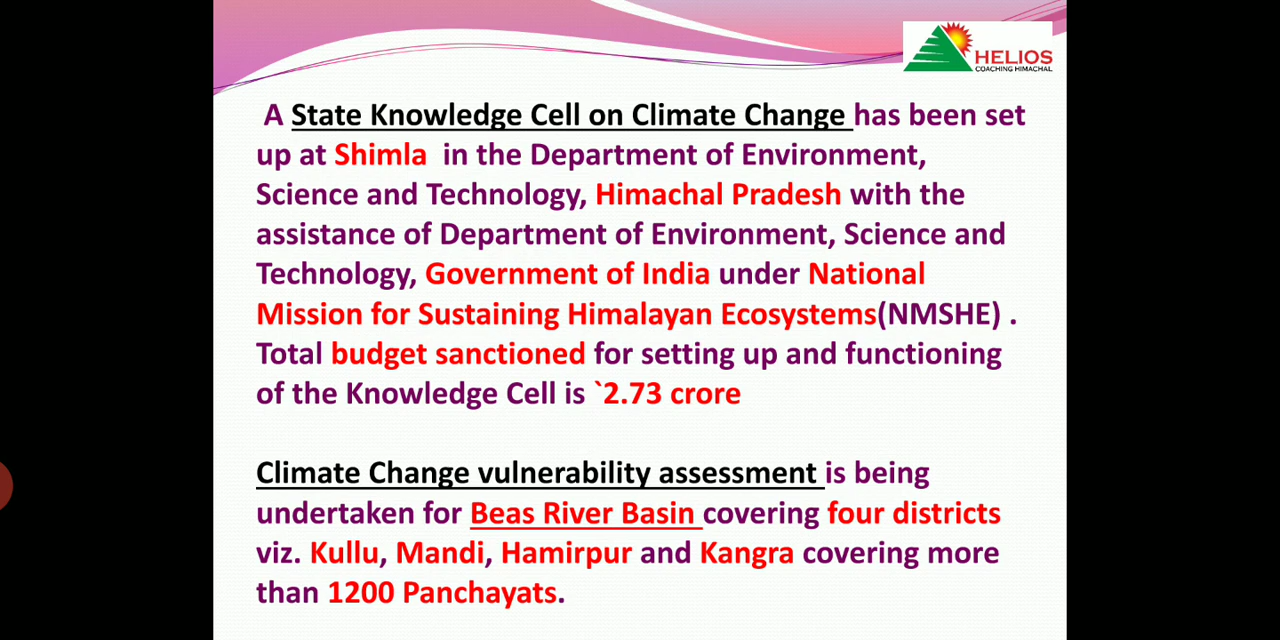 HELIOS
COACHING HIMACHAL
A State Knowledge Cell on Climate Change has been set
up at Shimla in the Department of Environment,
Science and Technology, Himachal Pradesh with the
assistance of Department of Environment, Science and
Technology, Government of India under National
Mission for Sustaining Himalayan Ecosystems(NMSHE) .
Total budget sanctioned for setting up and functioning
of the Knowledge Cell is `2.73 crore
Climate Change vulnerability assessment is being
undertaken for Beas River Basin covering four districts
viz. Kullu, Mandi, Hamirpur and Kangra covering more
than 1200 Panchayats.